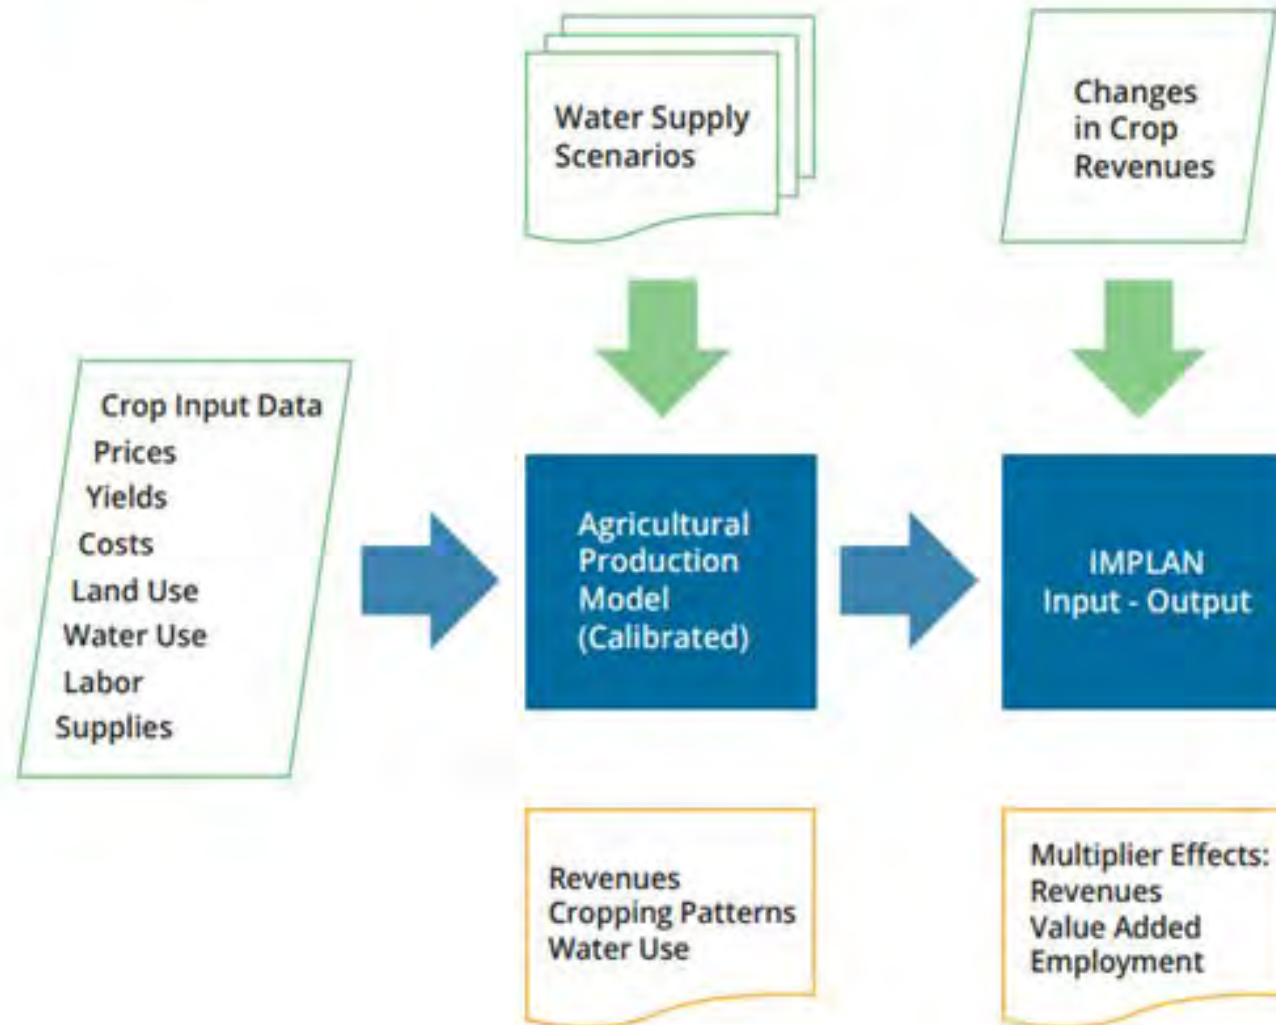 Water Supply
Scenarios
Changes
in Crop
Revenues
Crop Input Data
Prices
Yields
Costs
Land Use
Water Use
Labor
Supplies
Agricultural
Production
Model
(Calibrated)
IMPLAN
Input - Output
Revenues
Cropping Patterns
Water Use
Multiplier Effects:
Revenues
Value Added
Employment